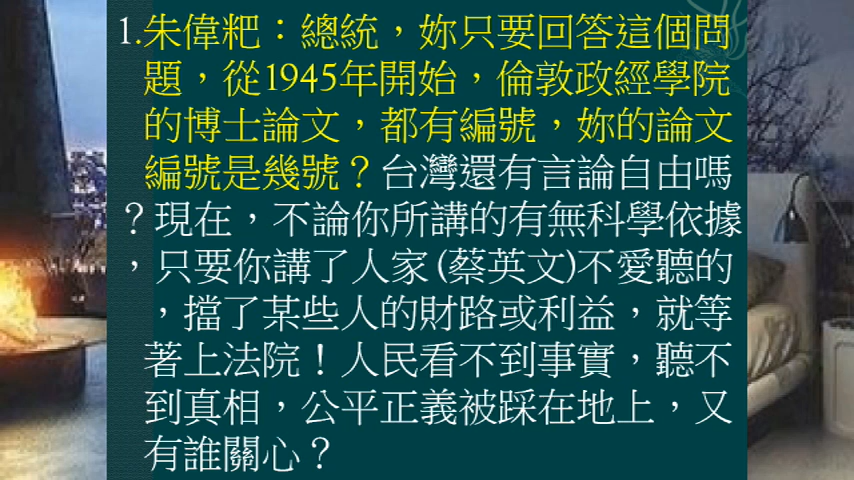 1.朱偉粑：總統，妳只要回答這個問
題，從1945年開始，倫敦政經學院
的博士論文，都有編號，妳的論文
編號是幾號？台灣還有言論自由嗎
？現在，不論你所講的有無科學依據
，只要你講了人家(蔡英文)不愛聽的
，擋了某些人的財路或利益，就等
著上法院！人民看不到事實，聽不
到真相，公平正義被踩在地上，又
有誰關心？